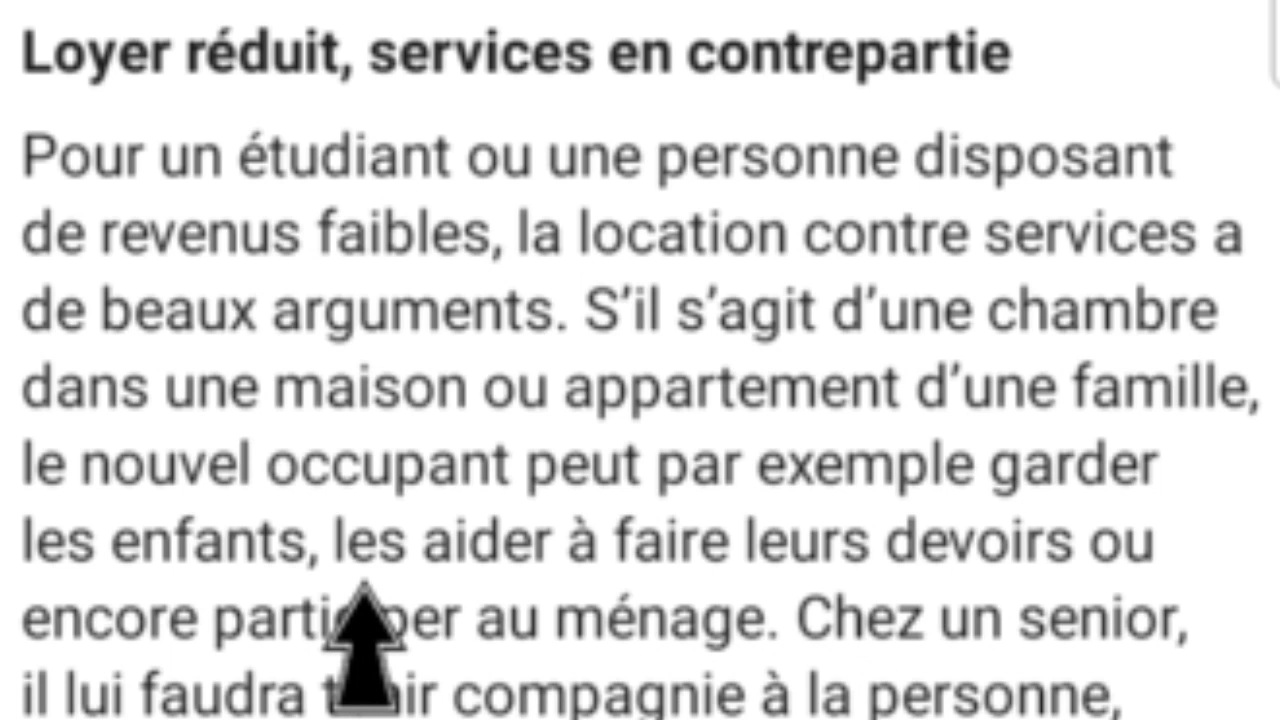 Loyer réduit, services en contrepartie
Pour un étudiant ou une personne disposant
de revenus faibles, la location contre services a
de beaux arguments. S’il s’agit d’une chambre
dans une maison ou appartement d’une famille,
le nouvel occupant peut par exemple garder
les enfants, les aider à faire leurs devoirs ou
encore participer au ménage. Chez un senior,
il lui faudra tenir compagnie à la personne,